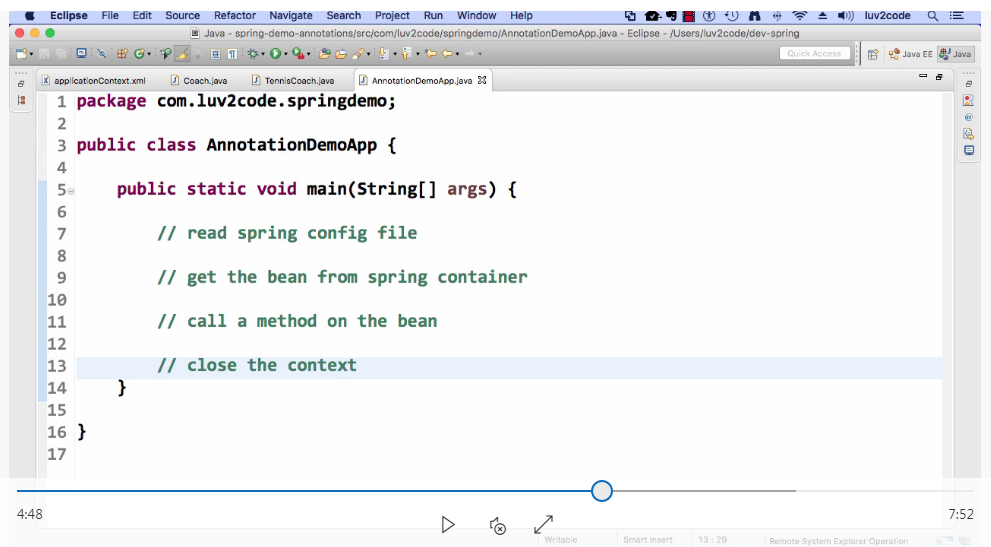 Eclipse File Edit Source Refactor Navigate Search Project Run Window Help luv2code
Java - spring-demo-annotations/src/com/luv2code/springdemo/AnnotationDemoApp.java - Eclipse - /Users/luv2code/dev-spring
Quick Access Java EE Java
applicationContext.xml Coach.java TennisCoach.java AnnotationDemoApp.java
1 package com.luv2code.springdemo;
2
3 public class AnnotationDemoApp {
4
5 public static void main(String[] args) {
6
7 // read spring config file
8
9 // get the bean from spring container
10
11 // call a method on the bean
12
13 // close the context
14 }
15
16 }
17
4:48 7:52
Writable Smart Insert 13 : 29 Remote System Explorer Operation